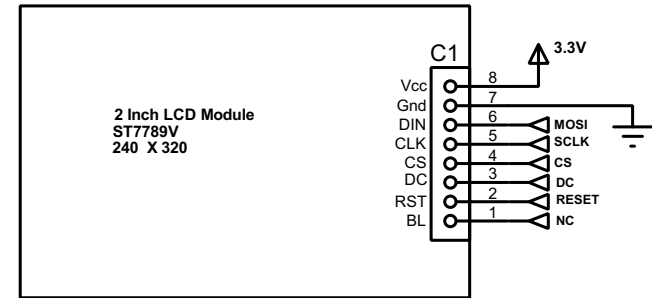 2 Inch LCD Module
ST7789V
240 X 320
C1
3.3V
Vcc 8
Gnd 7
DIN 6 MOSI
CLK 5 SCLK
CS 4 CS
DC 3 DC
RST 2 RESET
BL 1 NC